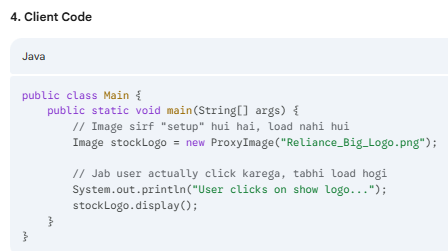 4. Client Code
Java
public class Main {
    public static void main(String[] args) {
        // Image sirf "setup" hui hai, load nahi hui
        Image stockLogo = new ProxyImage("Reliance_Big_Logo.png");

        // Jab user actually click karega, tabhi load hogi
        System.out.println("User clicks on show logo...");
        stockLogo.display();
    }
}